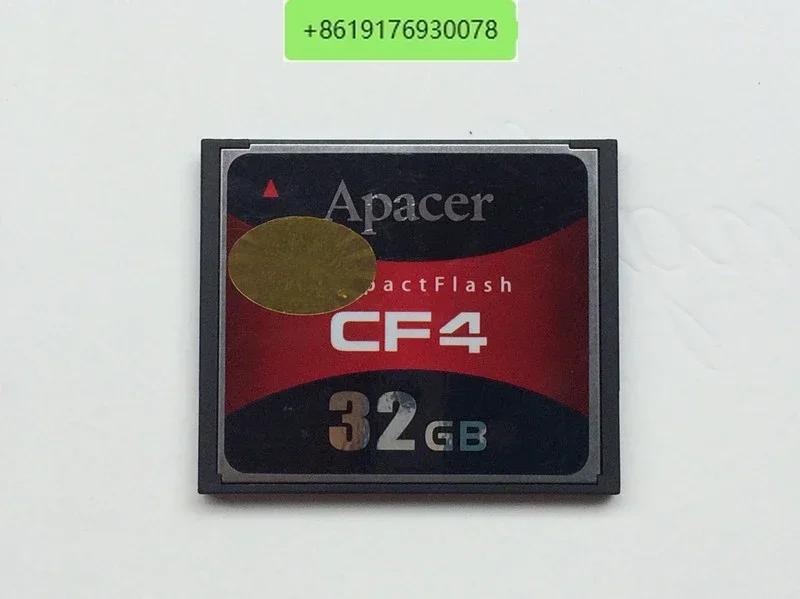 +8619176930078
Apacer
pactFlash
CF4
32GB